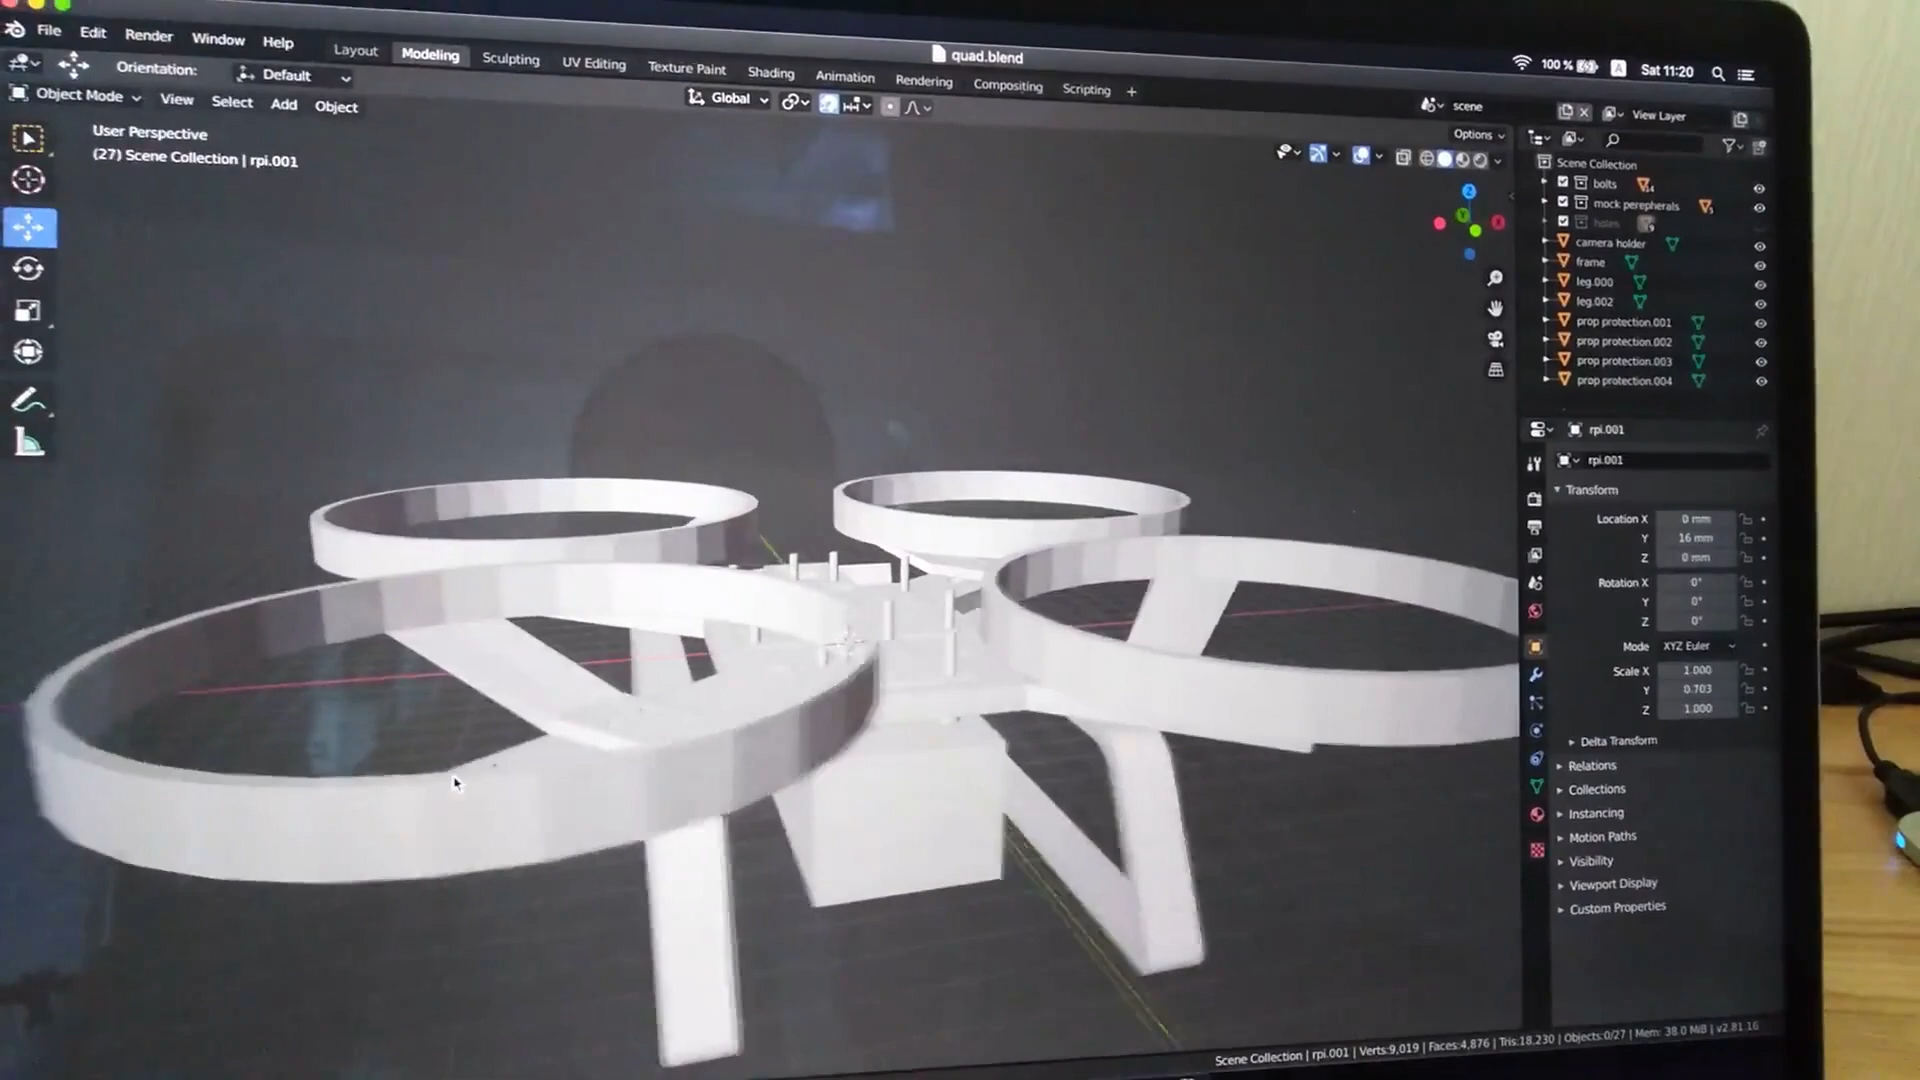 File Edit Render Window Help
Layout Modeling Sculpting UV Editing Texture Paint Shading Animation Rendering Compositing Scripting +
quad.blend
100 % A Sat 11:20
Orientation: Default
Object Mode View Select Add Object
Global
scene
View Layer
Options
User Perspective
(27) Scene Collection | rpi.001
Scene Collection
bolts
mock perepherals
holes
camera holder
frame
leg.000
leg.002
prop protection.001
prop protection.002
prop protection.003
prop protection.004
Z
Y
X
rpi.001
rpi.001
Transform
Location X 0 mm
Y 16 mm
Z 0 mm
Rotation X 0°
Y 0°
Z 0°
Mode XYZ Euler
Scale X 1.000
Y 0.703
Z 1.000
Delta Transform
Relations
Collections
Instancing
Motion Paths
Visibility
Viewport Display
Custom Properties
Scene Collection | rpi.001 | Verts:9,019 | Faces:4,876 | Tris:18,230 | Objects:0/27 | Mem: 38.0 MiB | v2.81.16